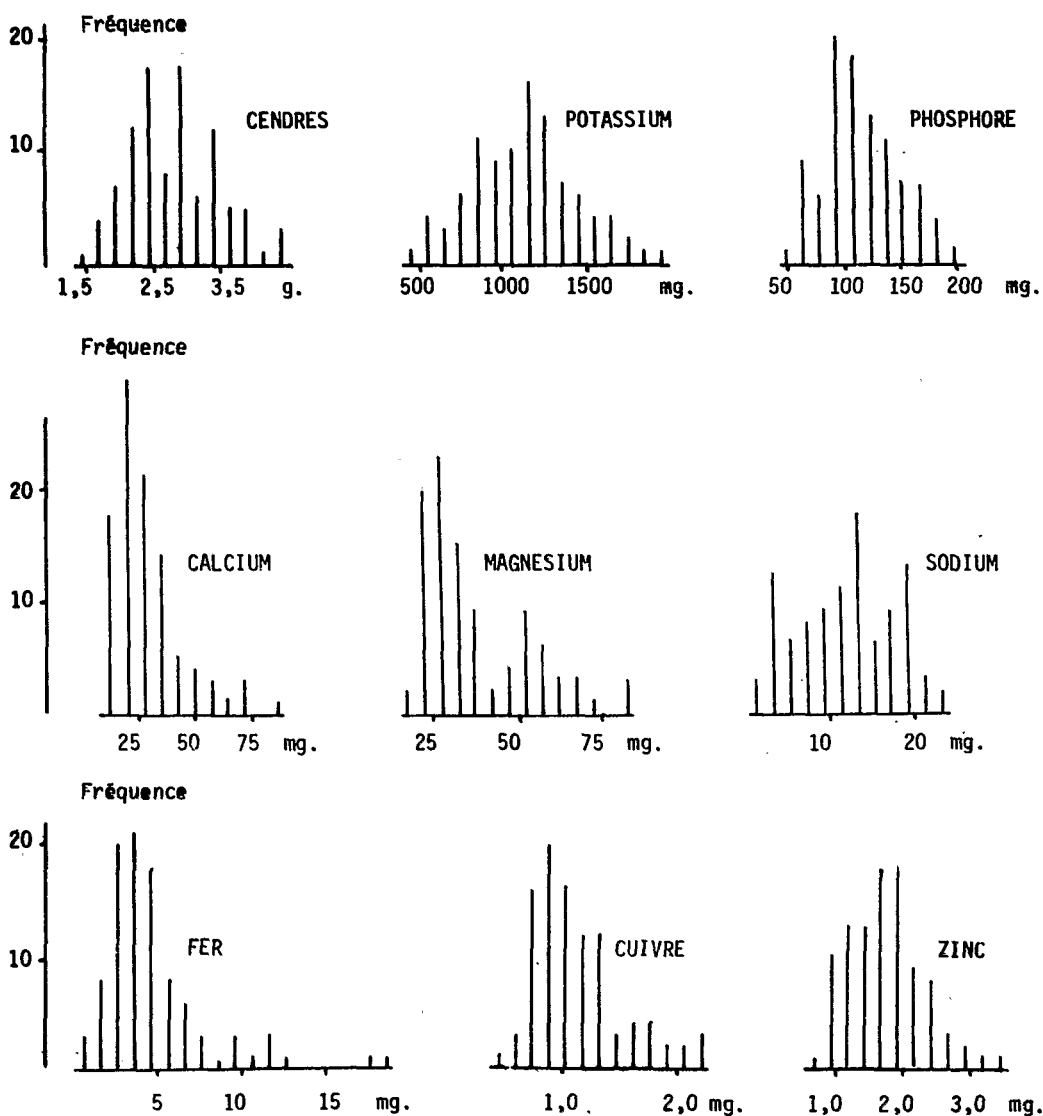 Fréquence
20
10
CENDRES
1,5 2,5 3,5 g.
POTASSIUM
500 1000 1500 mg.
PHOSPHORE
50 100 150 200 mg.
Fréquence
20
10
CALCIUM
25 50 75 mg.
MAGNESIUM
25 50 75 mg.
SODIUM
10 20 mg.
Fréquence
20
10
FER
5 10 15 mg.
CUIVRE
1,0 2,0 mg.
ZINC
1,0 2,0 3,0 mg.